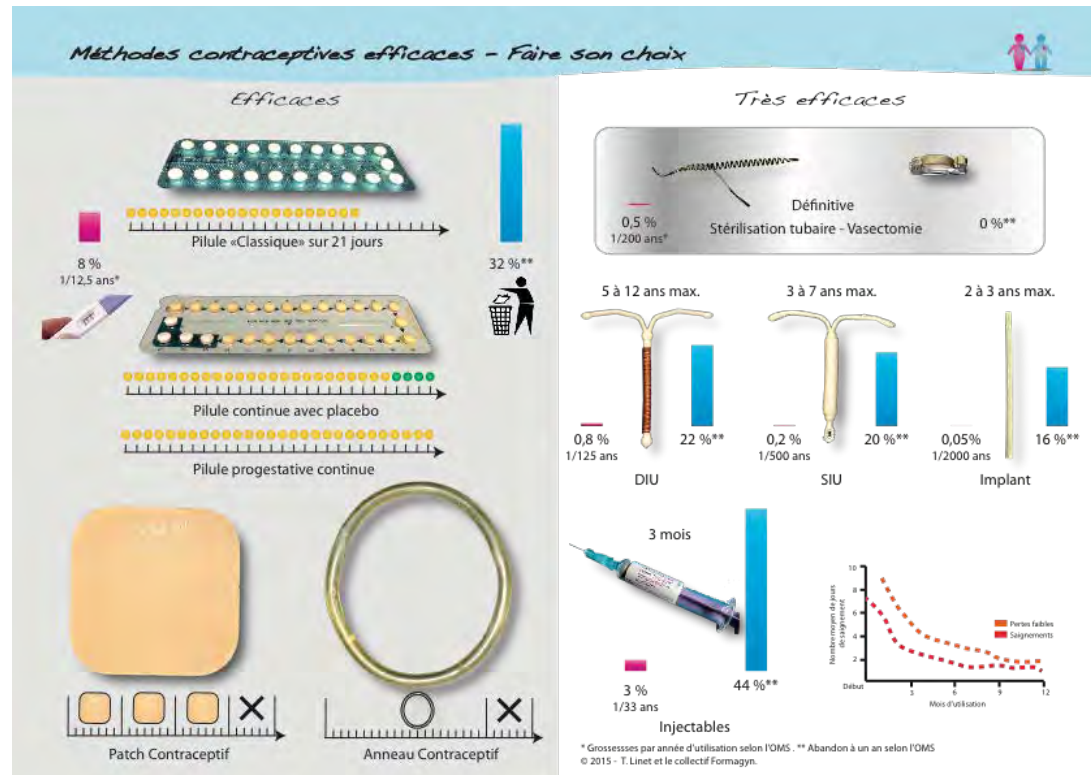 Méthodes contraceptives efficaces - Faire son choix
Efficaces
Pilule «Classique» sur 21 jours
8 %
1/12,5 ans*
32 %**
Pilule continue avec placebo
Pilule progestative continue
Patch Contraceptif
Anneau Contraceptif
Très efficaces
0,5 %
1/200 ans*
Définitive
Stérilisation tubaire - Vasectomie
0 %**
5 à 12 ans max.
3 à 7 ans max.
2 à 3 ans max.
0,8 %
1/125 ans
22 %**
DIU
0,2 %
1/500 ans
20 %**
SIU
0,05%
1/2000 ans
16 %**
Implant
3 mois
3 %
1/33 ans
44 %**
Injectables
Nombre moyen de jours
de saignement
10
8
6
4
2
Début
3
6
9
12
Mois d'utilisation
Pertes faibles
Saignements
* Grossessses par année d'utilisation selon l'OMS . ** Abandon à un an selon l'OMS
© 2015 - T. Linet et le collectif Formagyn.